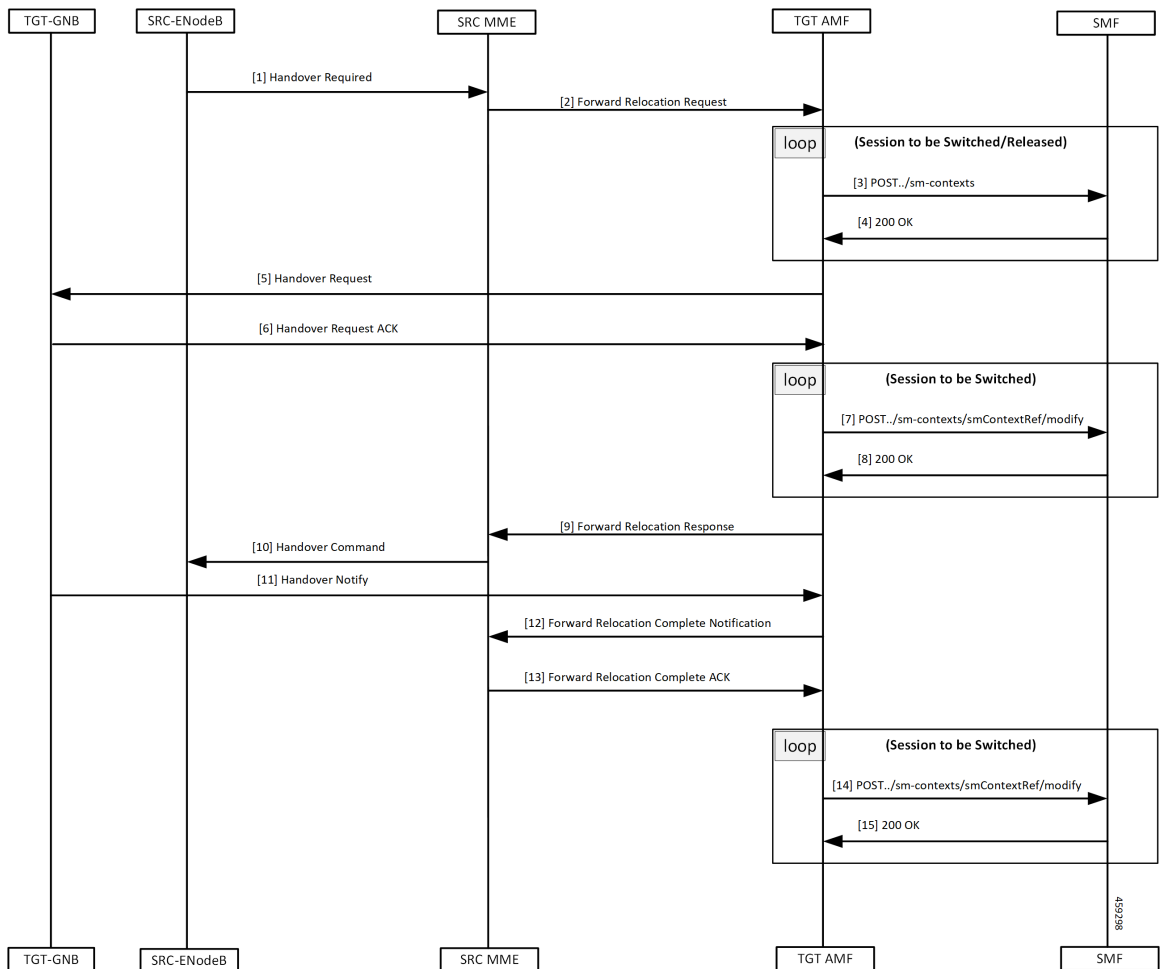 TGT-GNB
SRC-ENodeB
SRC MME
TGT AMF
SMF
[1] Handover Required
[2] Forward Relocation Request
loop
(Session to be Switched/Released)
[3] POST../sm-contexts
[4] 200 OK
[5] Handover Request
[6] Handover Request ACK
loop
(Session to be Switched)
[7] POST../sm-contexts/smContextRef/modify
[8] 200 OK
[9] Forward Relocation Response
[10] Handover Command
[11] Handover Notify
[12] Forward Relocation Complete Notification
[13] Forward Relocation Complete ACK
loop
(Session to be Switched)
[14] POST../sm-contexts/smContextRef/modify
[15] 200 OK
459298
TGT-GNB
SRC-ENodeB
SRC MME
TGT AMF
SMF